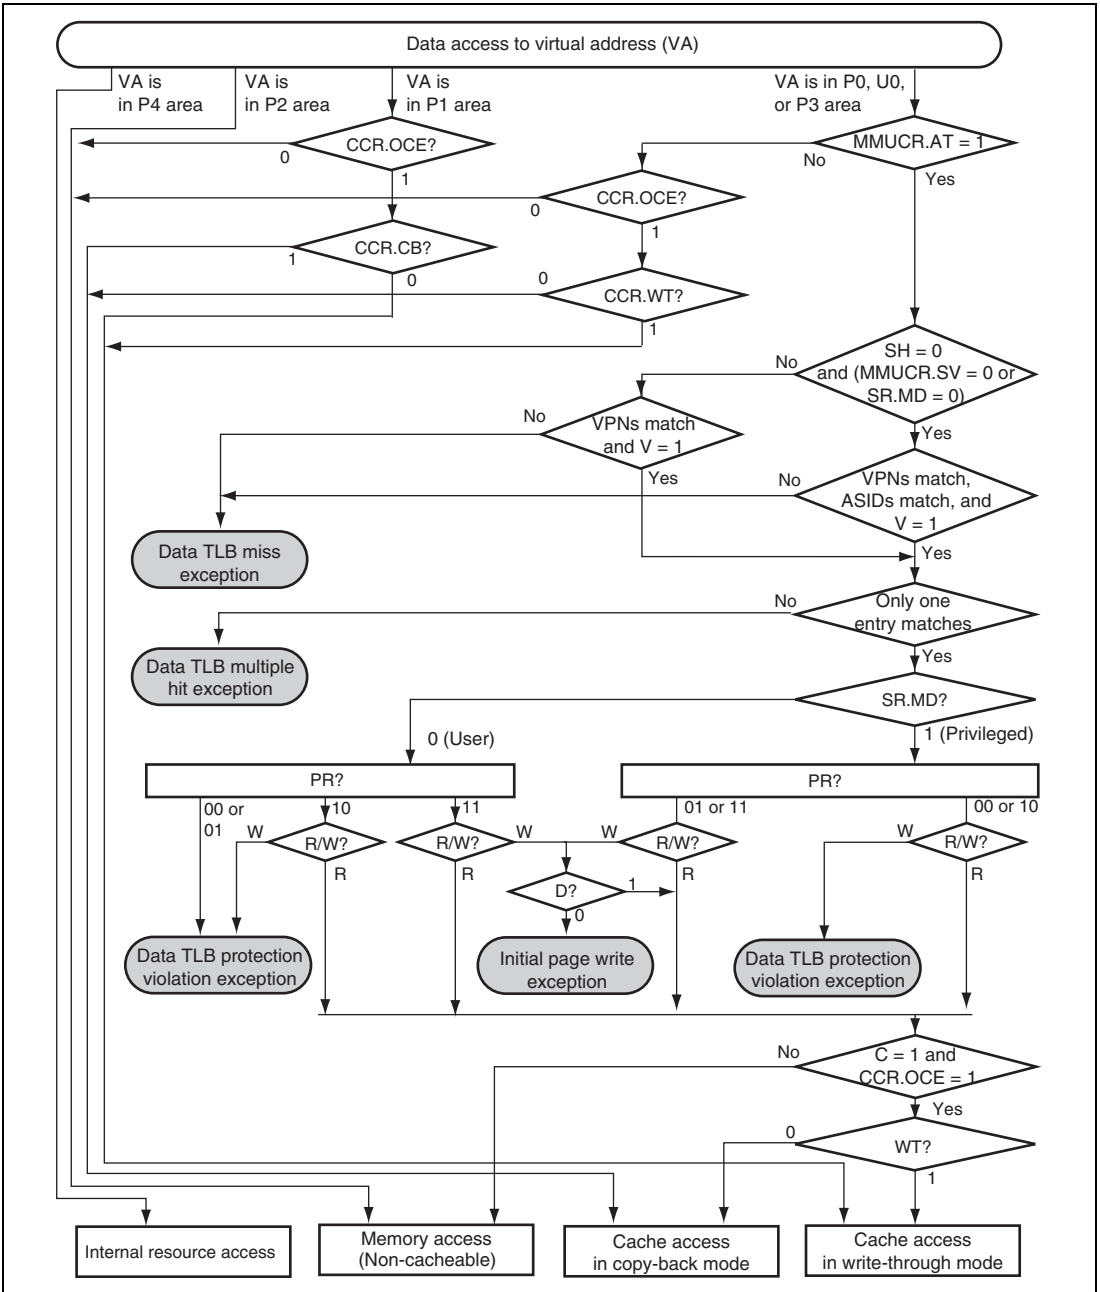 Data access to virtual address (VA)
VA is
in P4 area
VA is
in P2 area
VA is
in P1 area
VA is in P0, U0,
or P3 area
CCR.OCE?
0
1
MMUCR.AT = 1
No
Yes
CCR.OCE?
0
1
CCR.CB?
1
0
CCR.WT?
0
1
SH = 0
and (MMUCR.SV = 0 or
SR.MD = 0)
No
Yes
VPNs match
and V = 1
No
Yes
VPNs match,
ASIDs match, and
V = 1
No
Yes
Data TLB miss
exception
Only one
entry matches
No
Yes
Data TLB multiple
hit exception
SR.MD?
0 (User)
1 (Privileged)
PR?
PR?
00 or
01
10
11
01 or 11
00 or 10
W
R/W?
R
R/W?
W
R
W
R/W?
R
W
R/W?
R
D?
1
0
Data TLB protection
violation exception
Initial page write
exception
Data TLB protection
violation exception
C = 1 and
CCR.OCE = 1
No
Yes
WT?
0
1
Internal resource access
Memory access
(Non-cacheable)
Cache access
in copy-back mode
Cache access
in write-through mode